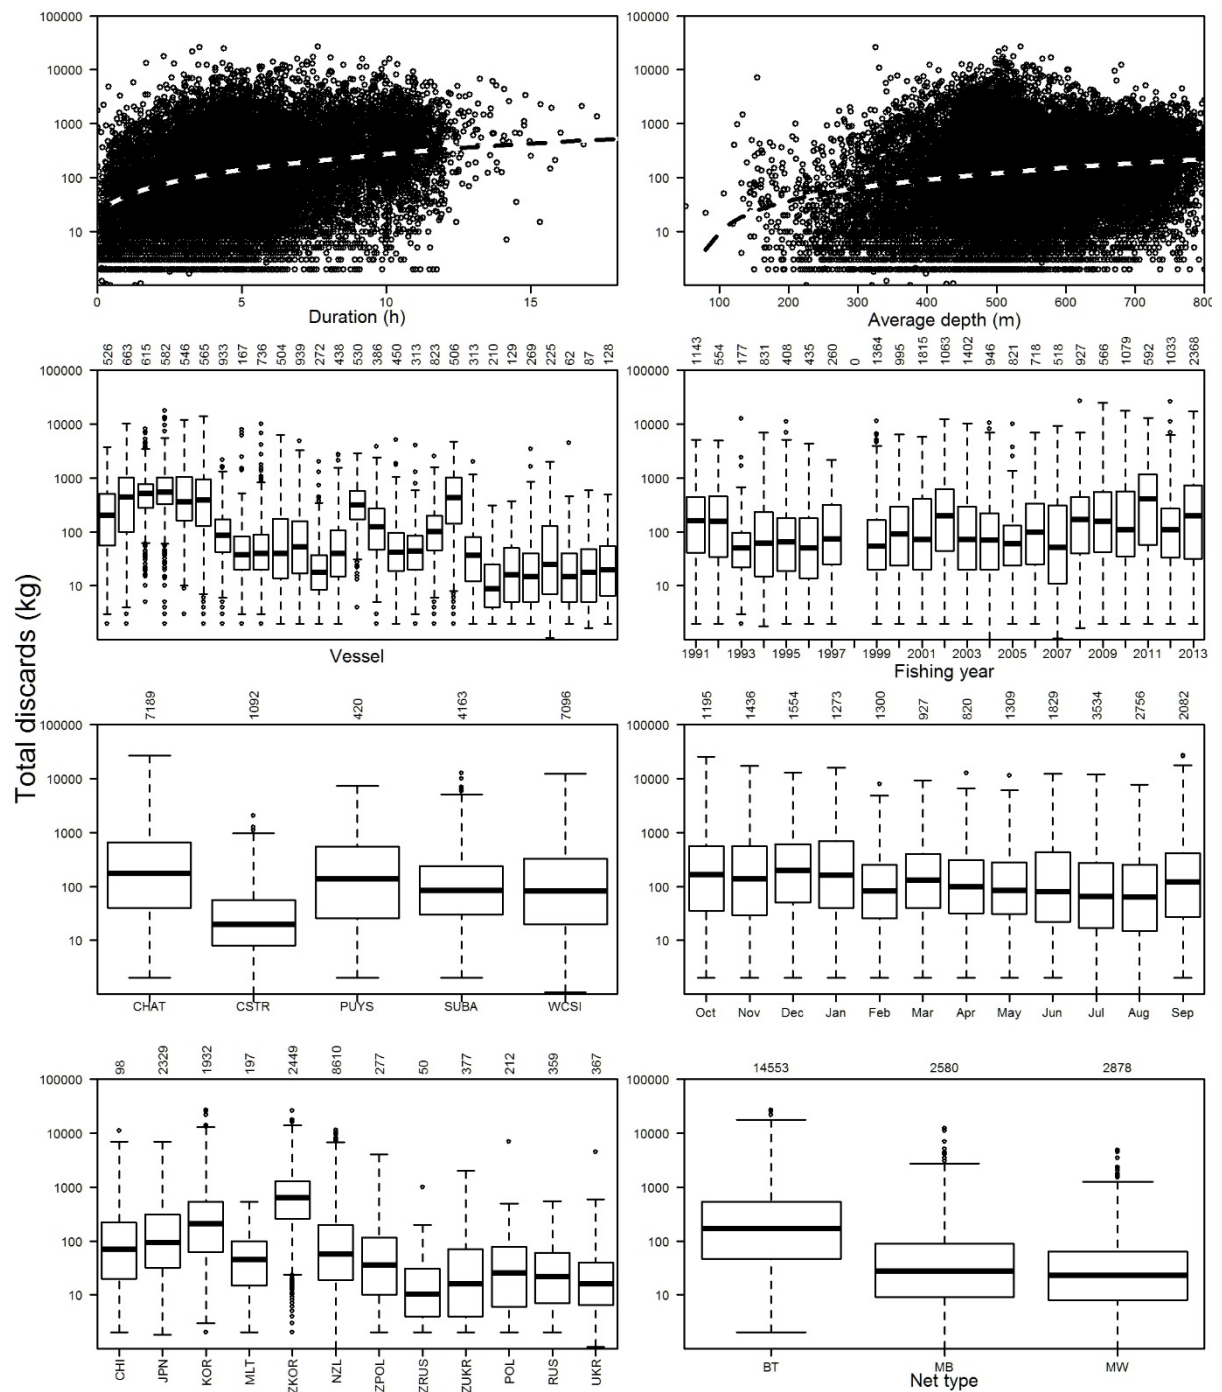 Total discards (kg)
100000
10000
1000
100
10
0 5 10 15
Duration (h)
100000
10000
1000
100
10
100 200 300 400 500 600 700 800
Average depth (m)
526 663 615 582 546 565 933 167 736 504 939 272 438 530 386 450 313 823 506 313 210 129 269 225 62 87 128
100000
10000
1000
100
10
Vessel
1143 554 177 831 408 435 260 0 1364 995 1815 1063 1402 946 821 718 518 927 566 1079 592 1033 2368
100000
10000
1000
100
10
1991 1993 1995 1997 1999 2001 2003 2005 2007 2009 2011 2013
Fishing year
7189 1092 420 4163 7096
100000
10000
1000
100
10
CHAT CSTR PUYS SUBA WCSI
1195 1436 1554 1273 1300 927 820 1309 1829 3534 2756 2082
100000
10000
1000
100
10
Oct Nov Dec Jan Feb Mar Apr May Jun Jul Aug Sep
98 2329 1932 197 2449 8610 277 50 377 212 359 367
100000
10000
1000
100
10
CHI JPN KOR MLT ZKOR NZL ZPOL ZRUS ZUKR POL RUS UKR
14553 2580 2878
100000
10000
1000
100
10
BT MB MW
Net type